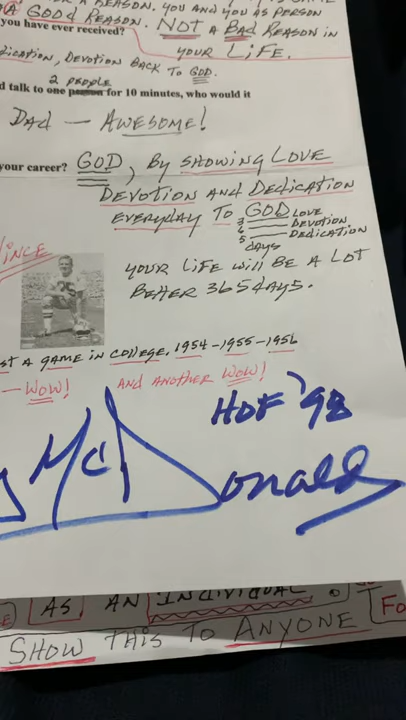 A REASON. YOU AND YOU AS PERSON
A GOOD REASON. NOT A BAD REASON IN
you have ever received?
YOUR LIFE.
DEVOTION BACK TO GOD.
2 PEOPLE
talk to one person for 10 minutes, who would it
DAD — AWESOME!
your career? GOD, BY SHOWING LOVE
DEVOTION AND DEDICATION
EVERYDAY TO GOD LOVE
DEVOTION
DEDICATION
DAYS
YOUR LIFE WILL BE A LOT
BETTER 365 DAYS.
A GAME IN COLLEGE, 1954-1955-1956
— WOW! AND ANOTHER WOW!
HOF '98
McDonald
AS AN INDIVIDUAL
SHOW THIS TO ANYONE